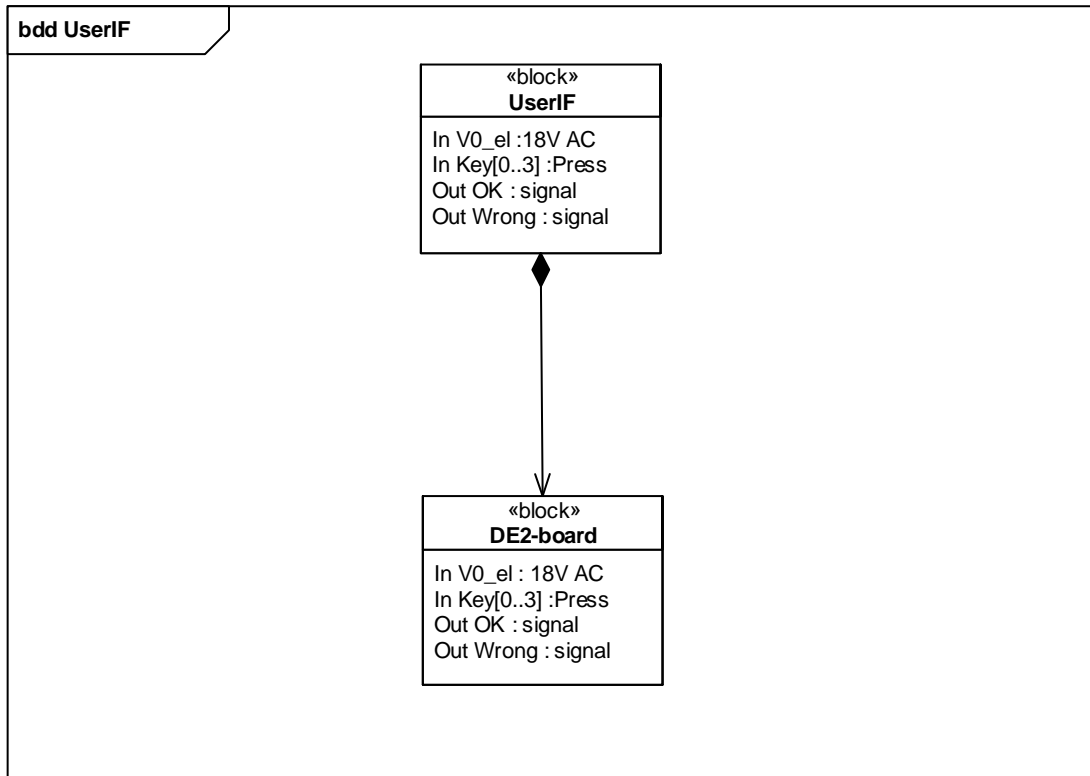 bdd UserIF
«block»
UserIF
In V0_el :18V AC
In Key[0..3] :Press
Out OK : signal
Out Wrong : signal
«block»
DE2-board
In V0_el : 18V AC
In Key[0..3] :Press
Out OK : signal
Out Wrong : signal